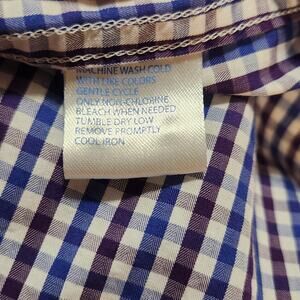 MACHINE WASH COLD
WITH LIKE COLORS
GENTLE CYCLE
ONLY NON-CHLORINE
BLEACH WHEN NEEDED
TUMBLE DRY LOW
REMOVE PROMPTLY
COOL IRON